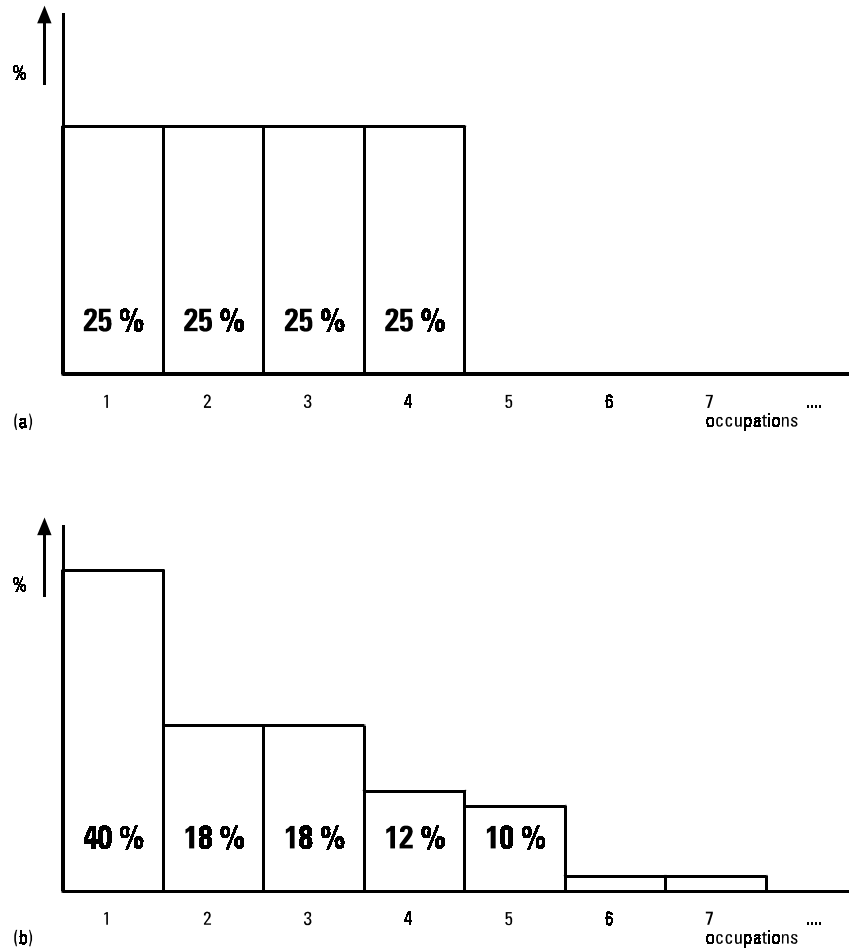 %
25 % 25 % 25 % 25 %
1 2 3 4 5 6 7 ....
(a) occupations
%
40 % 18 % 18 % 12 % 10 %
1 2 3 4 5 6 7 ....
(b) occupations